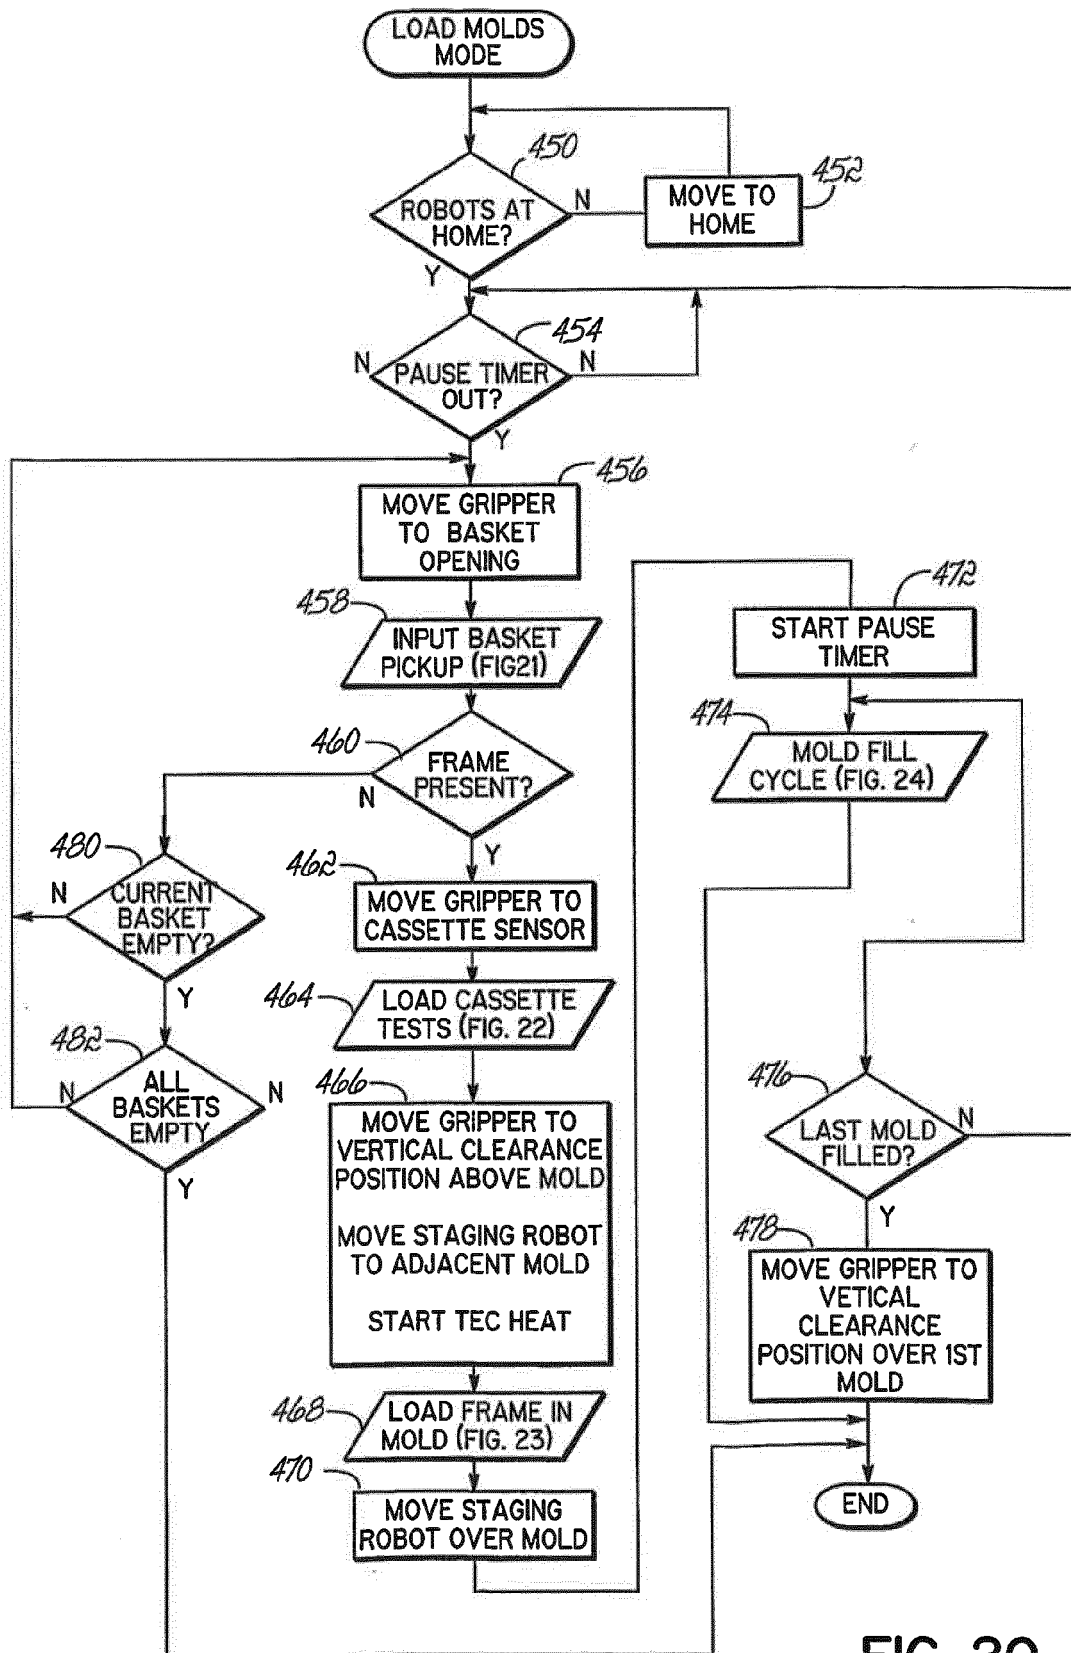 LOAD MOLDS
MODE
450
ROBOTS AT
HOME?
N
Y
452
MOVE TO
HOME
454
N
PAUSE TIMER
OUT?
N
Y
456
MOVE GRIPPER
TO BASKET
OPENING
458
INPUT BASKET
PICKUP (FIG21)
460
FRAME
PRESENT?
N
Y
462
MOVE GRIPPER TO
CASSETTE SENSOR
464
LOAD CASSETTE
TESTS (FIG. 22)
466
MOVE GRIPPER TO
VERTICAL CLEARANCE
POSITION ABOVE MOLD
MOVE STAGING ROBOT
TO ADJACENT MOLD
START TEC HEAT
468
LOAD FRAME IN
MOLD (FIG. 23)
470
MOVE STAGING
ROBOT OVER MOLD
480
N
CURRENT
BASKET
EMPTY?
Y
482
N
ALL
BASKETS
EMPTY
N
Y
472
START PAUSE
TIMER
474
MOLD FILL
CYCLE (FIG. 24)
476
LAST MOLD
FILLED?
N
Y
478
MOVE GRIPPER TO
VETICAL
CLEARANCE
POSITION OVER 1ST
MOLD
END